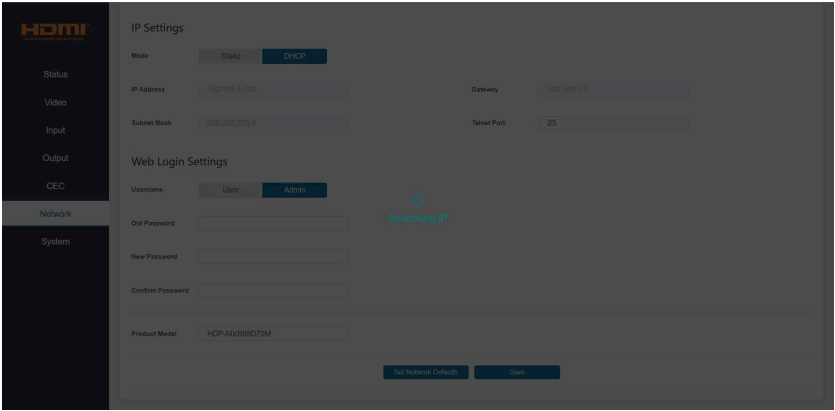 HDMI
IP Settings
Mode Static DHCP
Status
IP Address 192.168.1.100 Gateway 192.168.1.1
Video
Subnet Mask 255.255.255.0 Telnet Port 23
Input
Output
Web Login Settings
CEC
Username User Admin
Network
Searching IP
Old Password
System
New Password
Confirm Password
Product Model HDP-MXB88D70M
Set Network Defaults Save